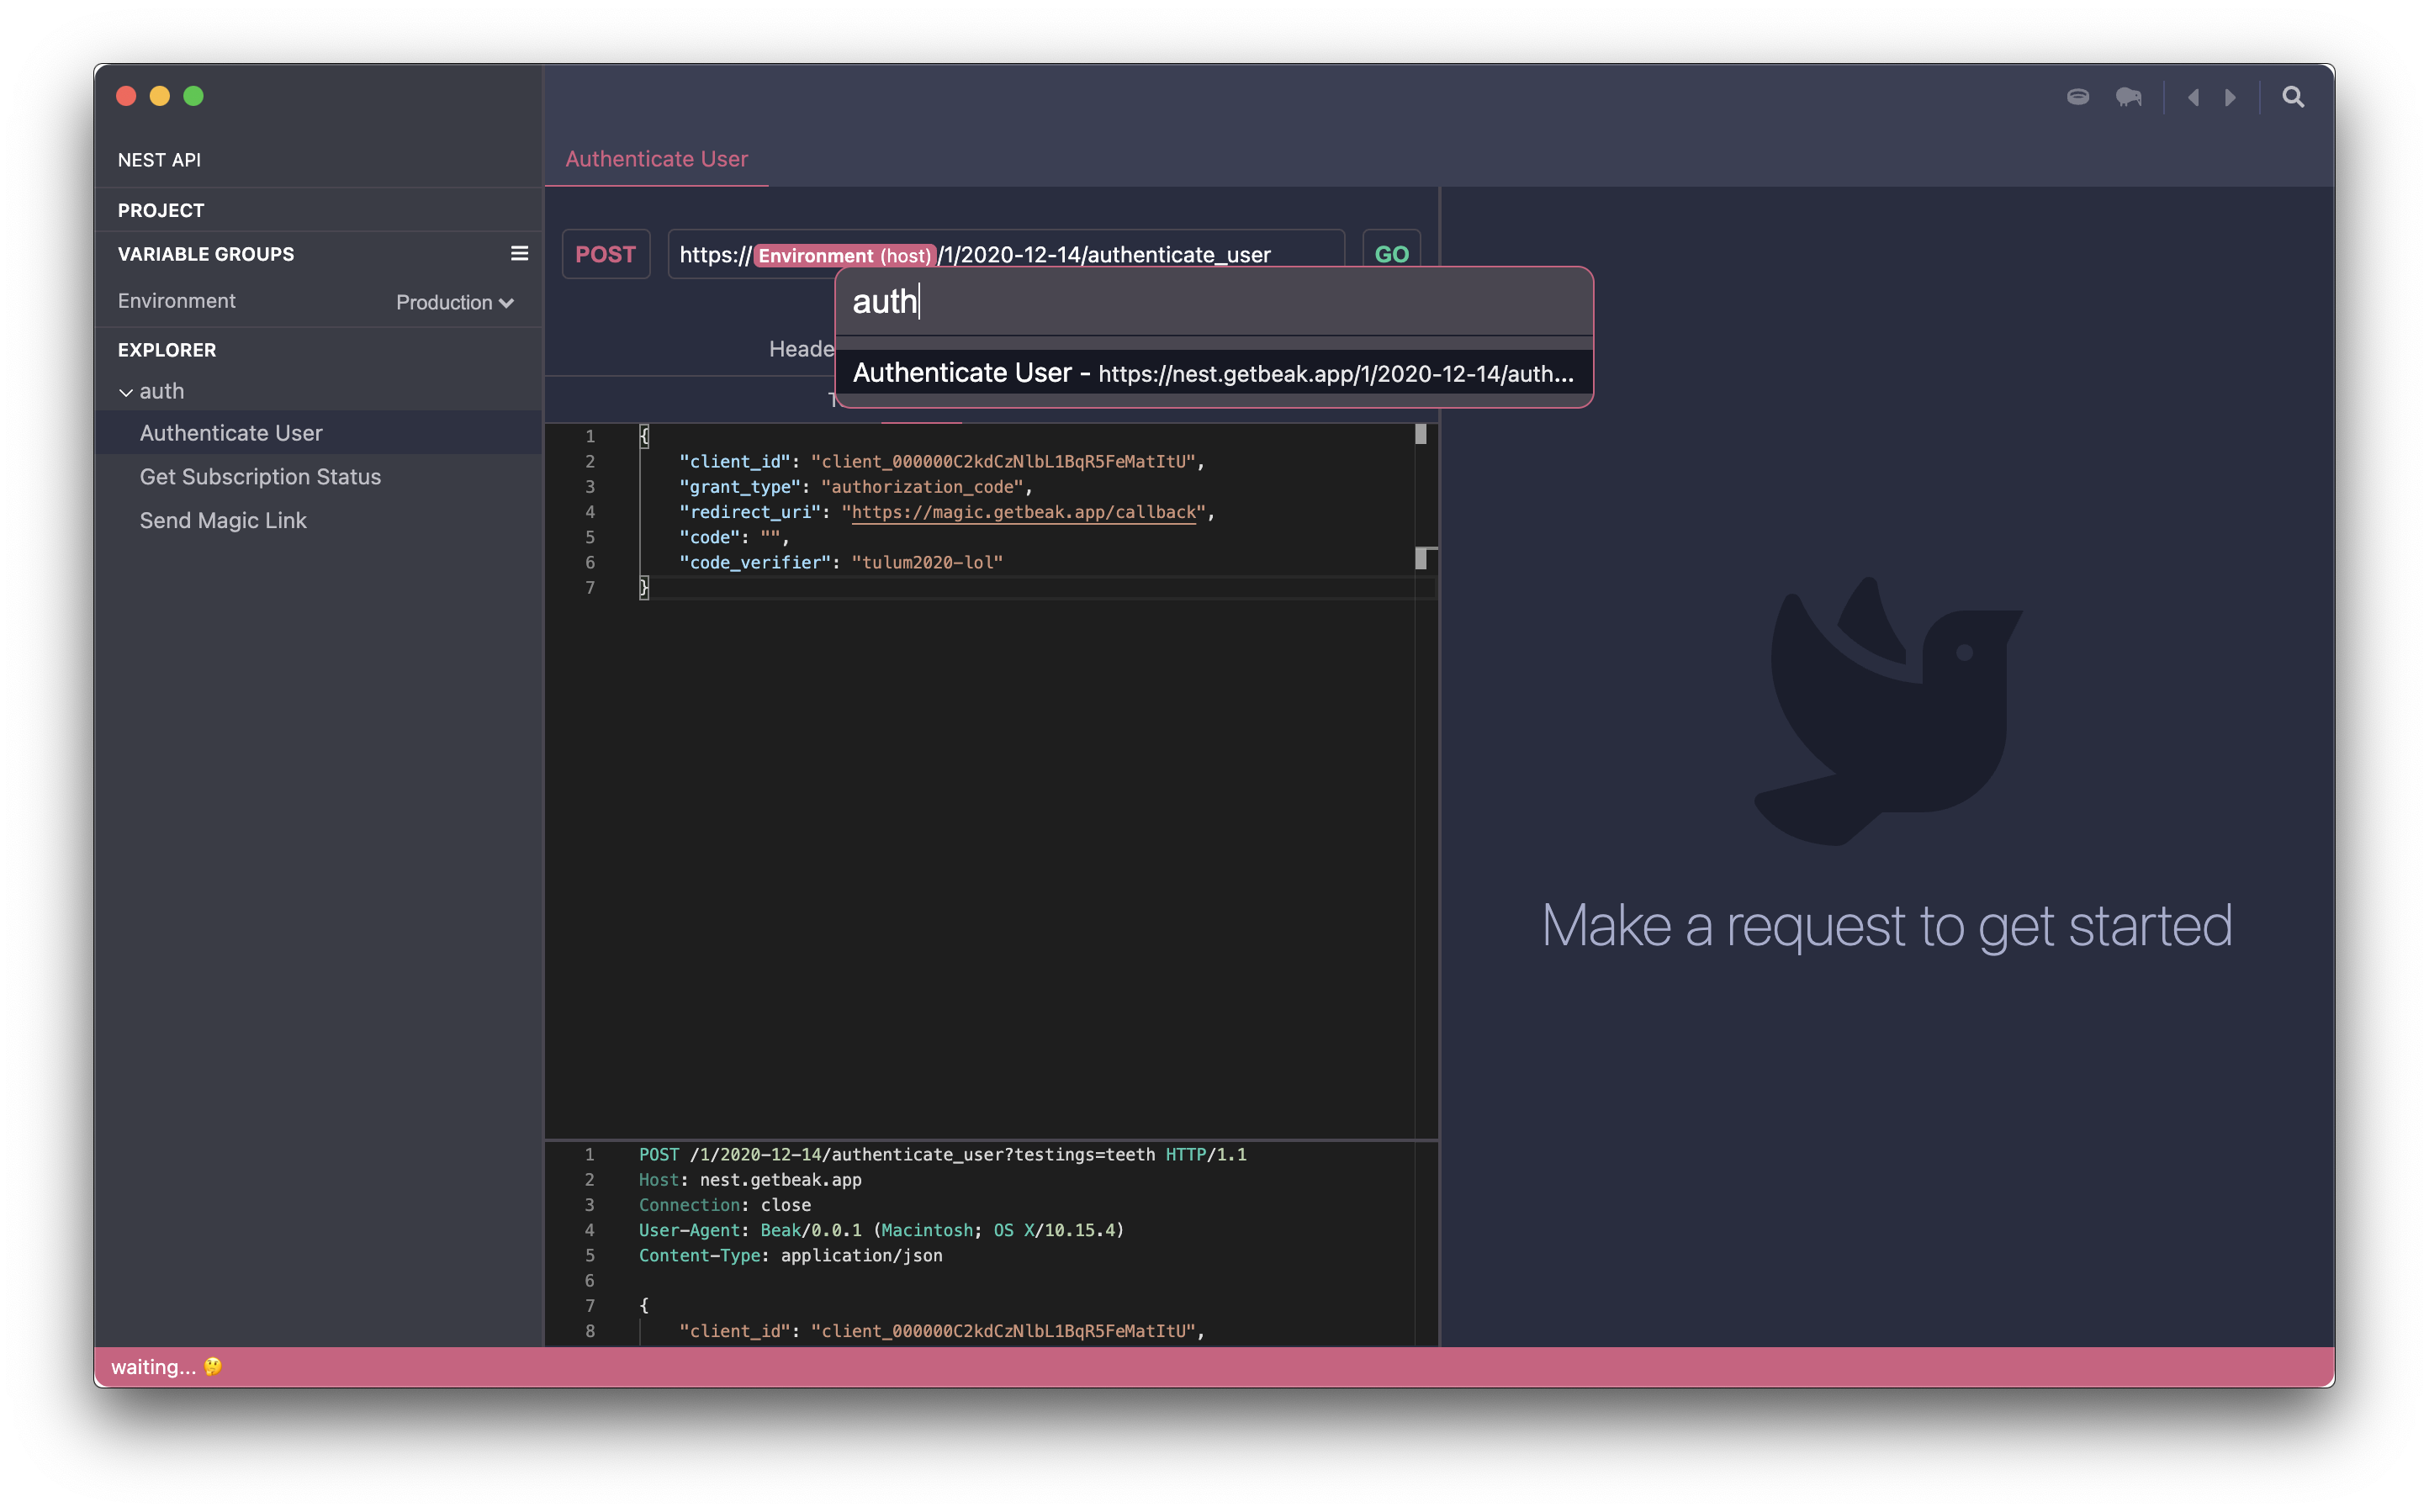 NEST API
PROJECT
VARIABLE GROUPS
Environment Production
EXPLORER
auth
Authenticate User
Get Subscription Status
Send Magic Link
Authenticate User
POST https://Environment (host)/1/2020-12-14/authenticate_user GO
auth
Heade
Authenticate User - https://nest.getbeak.app/1/2020-12-14/auth...
1 {
2 "client_id": "client_000000C2kdCzNlbL1BqR5FeMatItU",
3 "grant_type": "authorization_code",
4 "redirect_uri": "https://magic.getbeak.app/callback",
5 "code": "",
6 "code_verifier": "tulum2020-lol"
7 }
1 POST /1/2020-12-14/authenticate_user?testings=teeth HTTP/1.1
2 Host: nest.getbeak.app
3 Connection: close
4 User-Agent: Beak/0.0.1 (Macintosh; OS X/10.15.4)
5 Content-Type: application/json
6
7 {
8 "client_id": "client_000000C2kdCzNlbL1BqR5FeMatItU",
Make a request to get started
waiting... 🤔